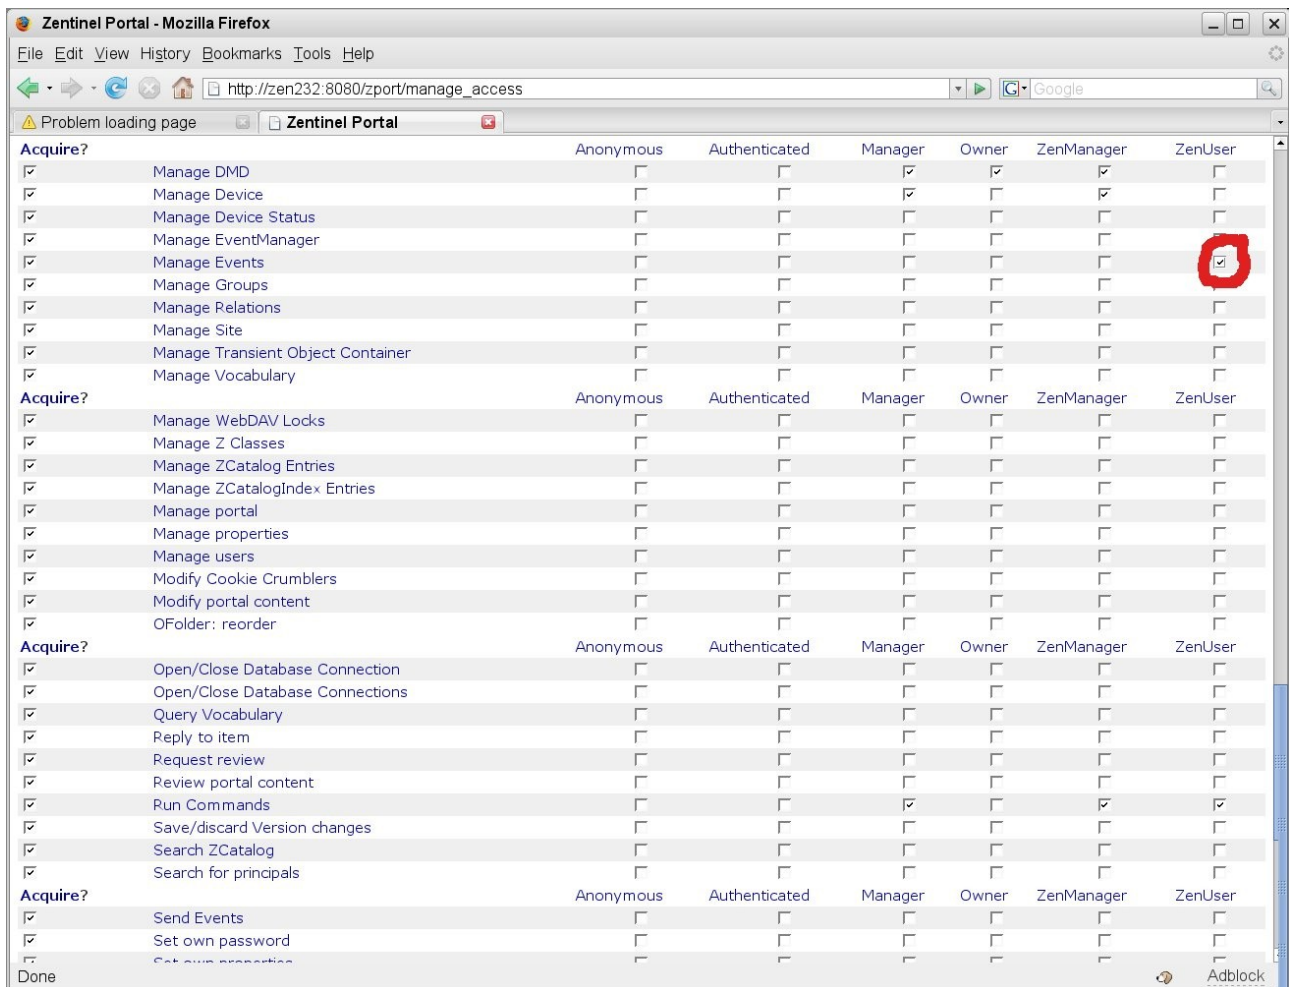 Zentinel Portal - Mozilla Firefox
File Edit View History Bookmarks Tools Help
http://zen232:8080/zport/manage_access G Google
Problem loading page Zentinel Portal
Acquire? Anonymous Authenticated Manager Owner ZenManager ZenUser
Manage DMD
Manage Device
Manage Device Status
Manage EventManager
Manage Events
Manage Groups
Manage Relations
Manage Site
Manage Transient Object Container
Manage Vocabulary
Acquire? Anonymous Authenticated Manager Owner ZenManager ZenUser
Manage WebDAV Locks
Manage Z Classes
Manage ZCatalog Entries
Manage ZCatalogIndex Entries
Manage portal
Manage properties
Manage users
Modify Cookie Crumblers
Modify portal content
OFolder: reorder
Acquire? Anonymous Authenticated Manager Owner ZenManager ZenUser
Open/Close Database Connection
Open/Close Database Connections
Query Vocabulary
Reply to item
Request review
Review portal content
Run Commands
Save/discard Version changes
Search ZCatalog
Search for principals
Acquire? Anonymous Authenticated Manager Owner ZenManager ZenUser
Send Events
Set own password
Set own properties
Done Adblock